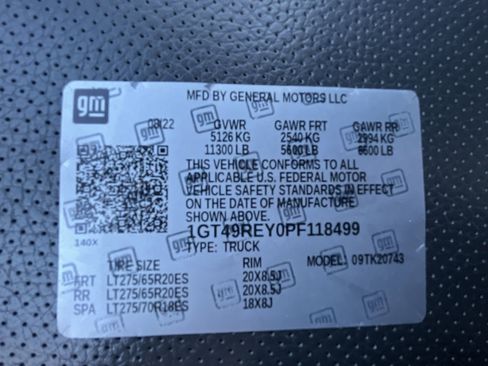 gm
MFD BY GENERAL MOTORS LLC
08/22 GVWR GAWR FRT GAWR RR
5126 KG 2540 KG 2994 KG
11300 LB 5600 LB 6600 LB
THIS VEHICLE CONFORMS TO ALL
APPLICABLE U.S. FEDERAL MOTOR
VEHICLE SAFETY STANDARDS IN EFFECT
ON THE DATE OF MANUFACTURE
SHOWN ABOVE.
140X
1GT49REY0PF118499
TYPE: TRUCK
TIRE SIZE RIM MODEL: 09TK20743
FRT LT275/65R20ES 20X8.5J
RR LT275/65R20ES 20X8.5J
SPA LT275/70R18ES 18X8J